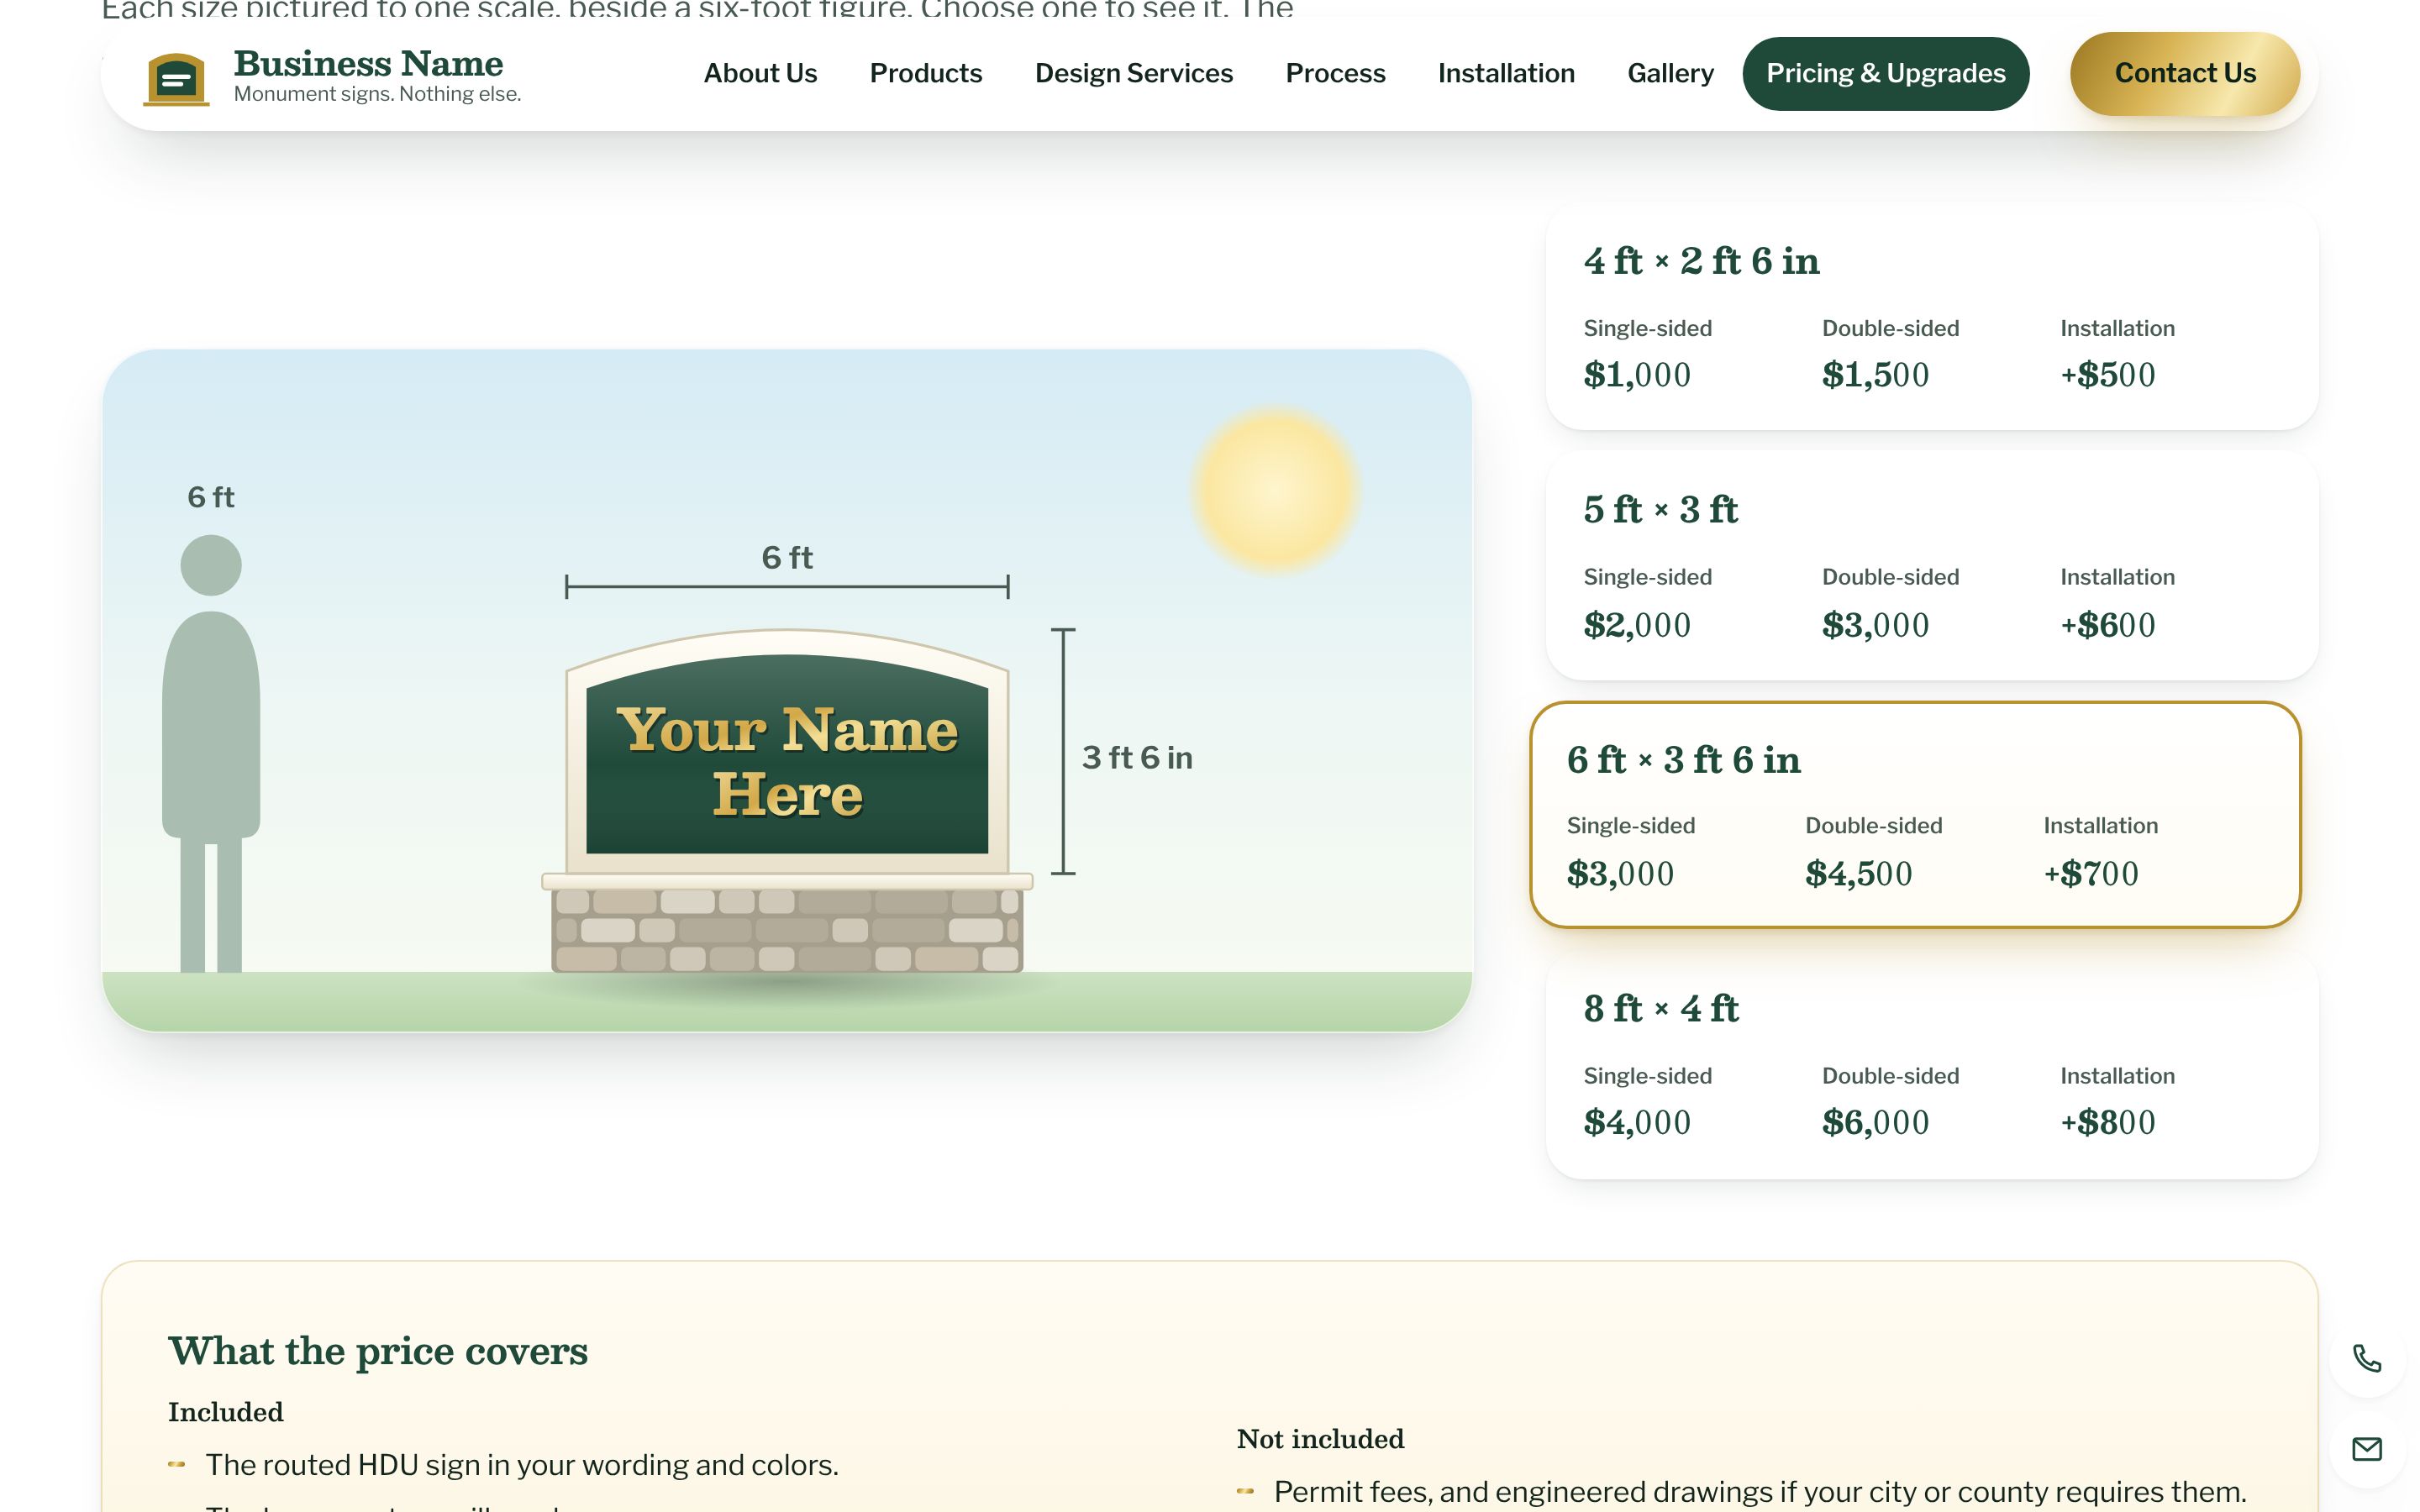 Each size pictured to one scale, beside a six-foot figure. Choose one to see it. The
Business Name
Monument signs. Nothing else.
About Us
Products
Design Services
Process
Installation
Gallery
Pricing & Upgrades
Contact Us
6 ft
6 ft
3 ft 6 in
Your Name
Here
4 ft × 2 ft 6 in
Single-sided Double-sided Installation
$1,000 $1,500 +$500
5 ft × 3 ft
Single-sided Double-sided Installation
$2,000 $3,000 +$600
6 ft × 3 ft 6 in
Single-sided Double-sided Installation
$3,000 $4,500 +$700
8 ft × 4 ft
Single-sided Double-sided Installation
$4,000 $6,000 +$800
What the price covers
Included
The routed HDU sign in your wording and colors.
Not included
Permit fees, and engineered drawings if your city or county requires them.